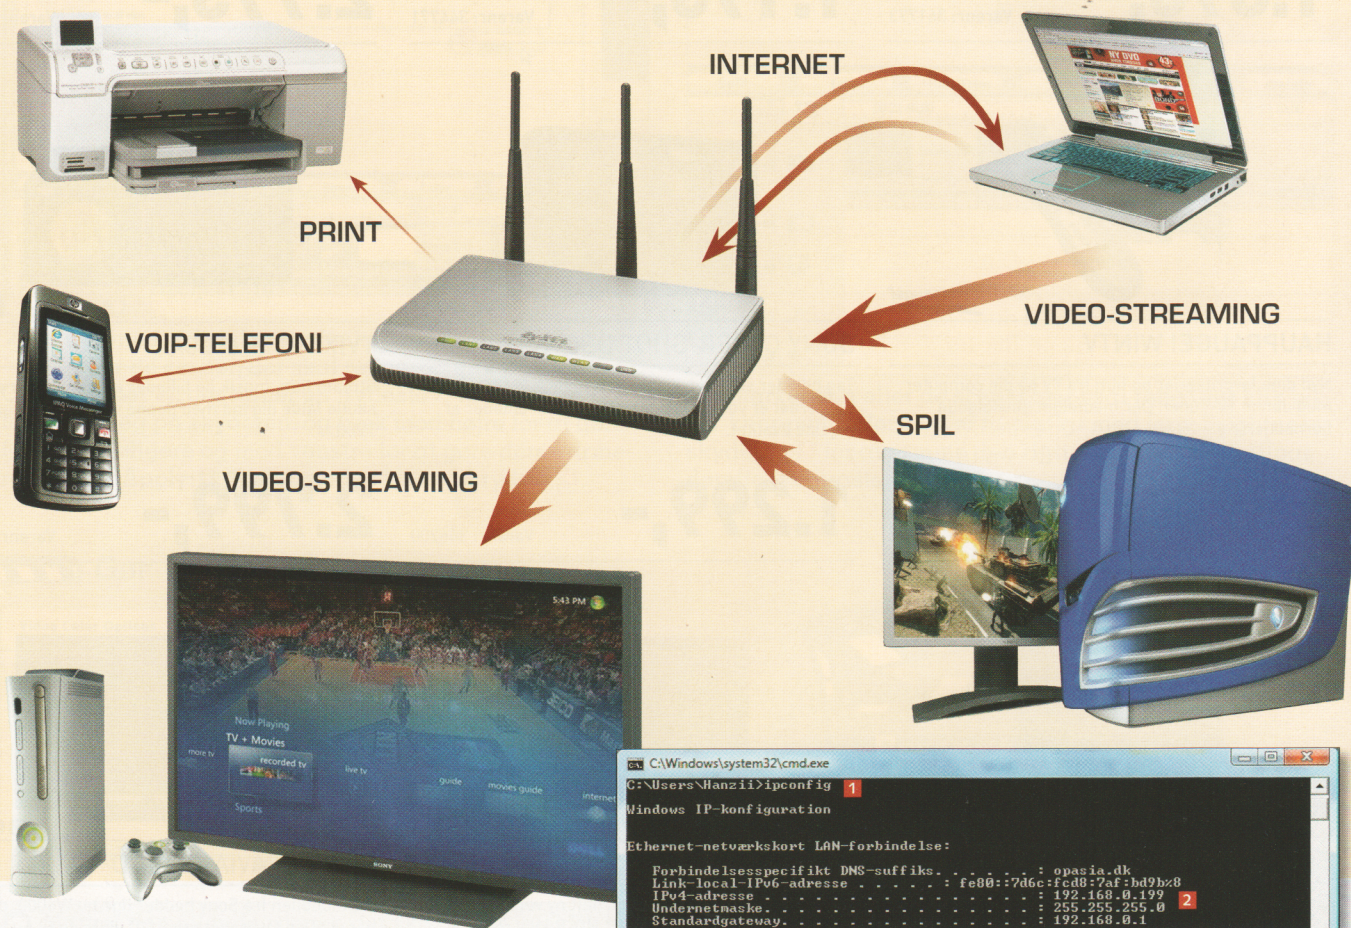 INTERNET
NY DVD
PRINT
VOIP-TELEFONI
VIDEO-STREAMING
SPIL
VIDEO-STREAMING
5:43 PM
Now Playing
TV + Movies
more tv
recorded tv
live tv
guide
movies guide
internet
Sports
SONY
C:\Windows\system32\cmd.exe
C:\Users\Hanzii>ipconfig 1
Windows IP-konfiguration
Ethernet-netværkskort LAN-forbindelse:
Forbindelsesspecifikt DNS-suffiks. . . . . . : opasia.dk
Link-local-IPv6-adresse . . . . . : fe80::7d6c:fcd8:7af:bd9b%8
IPv4-adresse . . . . . . . . . . . . . . . . : 192.168.0.199
Undernetmaske. . . . . . . . . . . . . . . . : 255.255.255.0 2
Standardgateway. . . . . . . . . . . . . . . : 192.168.0.1